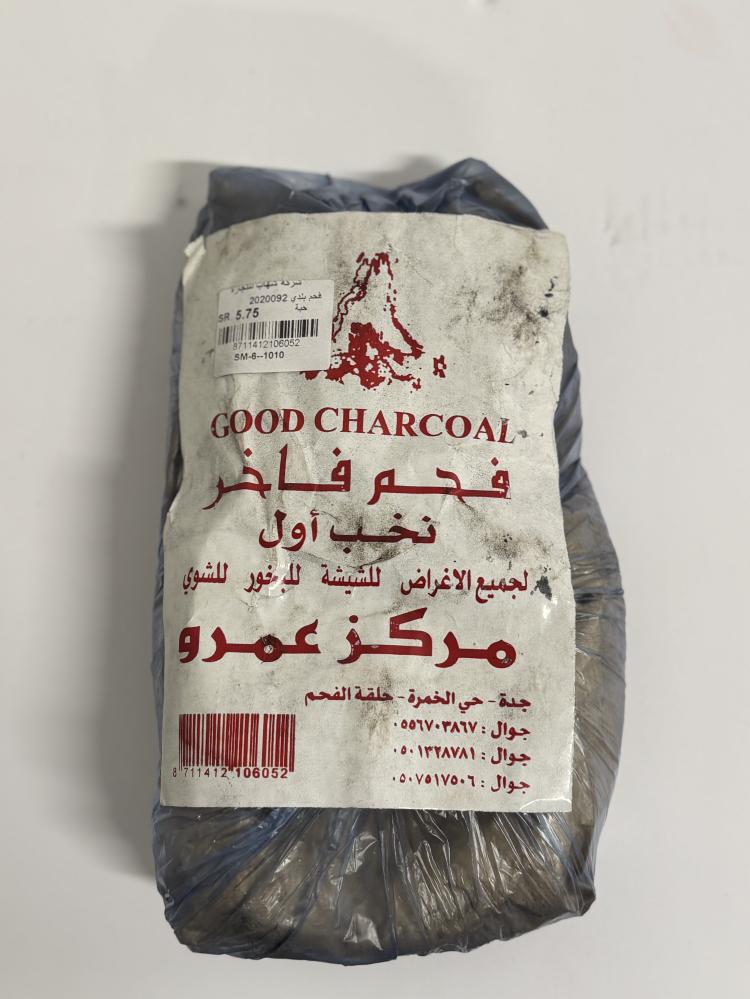 شركة شهاب للتجارة
فحم بلدي 2020092
حبة
SR 5.75
8711412106052
SM-6--1010
GOOD CHARCOAL
فحم فاخر
نخب أول
لجميع الاغراض للشيشة للبخور للشوي
مركز عمرو
جدة - حي الخمرة - حلقة الفحم
جوال : ٠٥٥٦٧٠٣٨٦٧
جوال : ٠٥٠١٣٢٨٧٨١
جوال : ٠٥٠٧٥١٧٥٠٦
8 711412 106052